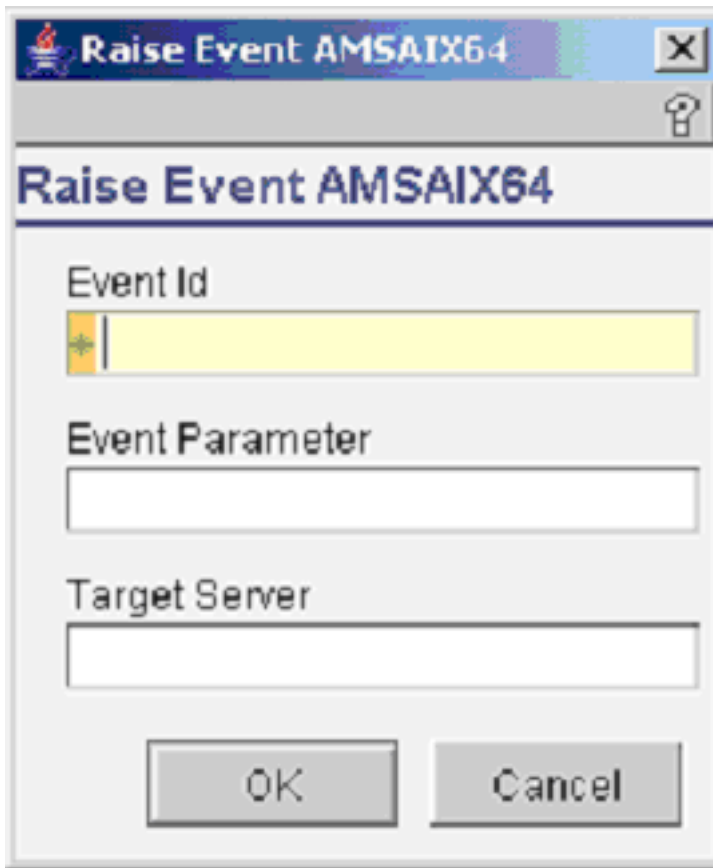 Raise Event AMSAIX64
Raise Event AMSAIX64
Event Id
*
Event Parameter
Target Server
OK
Cancel